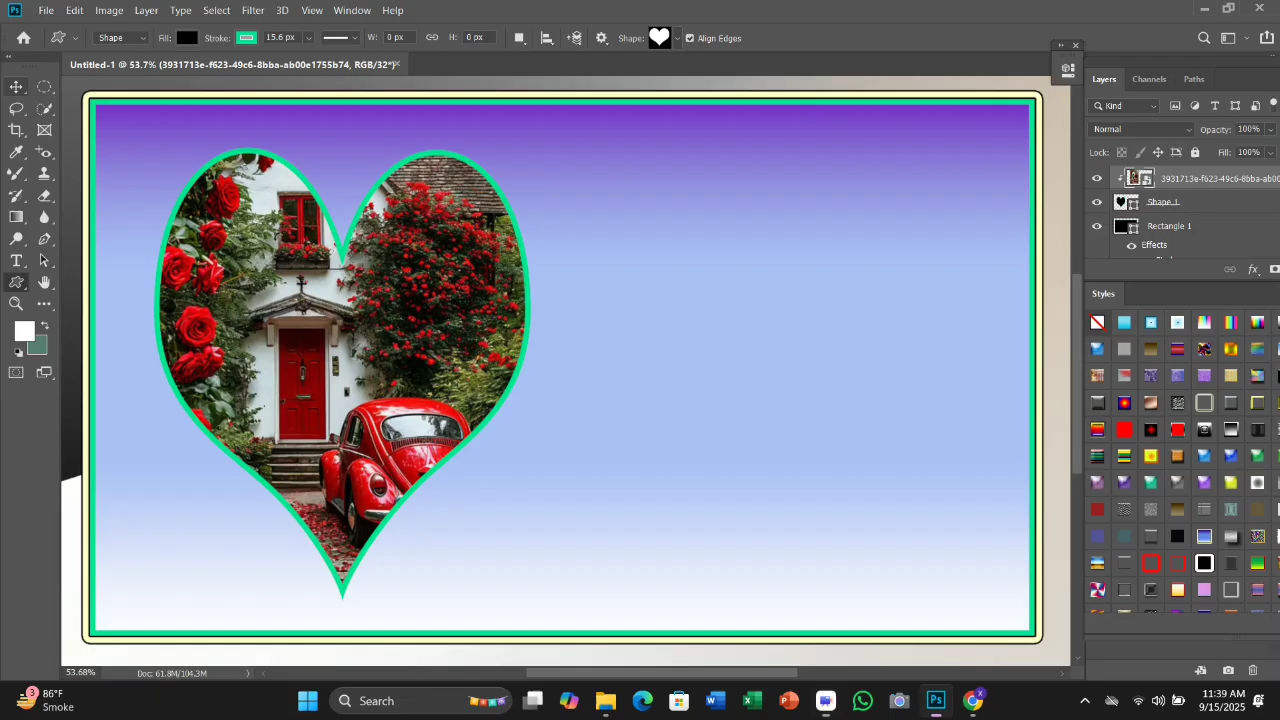 Ps File Edit Image Layer Type Select Filter 3D View Window Help
Shape Fill: Stroke: 15.6 px W: 0 px H: 0 px Shape: Align Edges
Untitled-1 @ 53.7% (3931713e-f623-49c6-8bba-ab00e1755b74, RGB/32*)
Layers Channels Paths
Kind
Normal Opacity: 100%
Lock: Fill: 100%
3931713e-f623-49c6-8bba-ab00
Shape
Rectangle 1
Effects
fx
Styles
53.68% Doc: 61.8M/104.3M
3 86°F
Smoke
Search
11:39 AM
9/15/2025